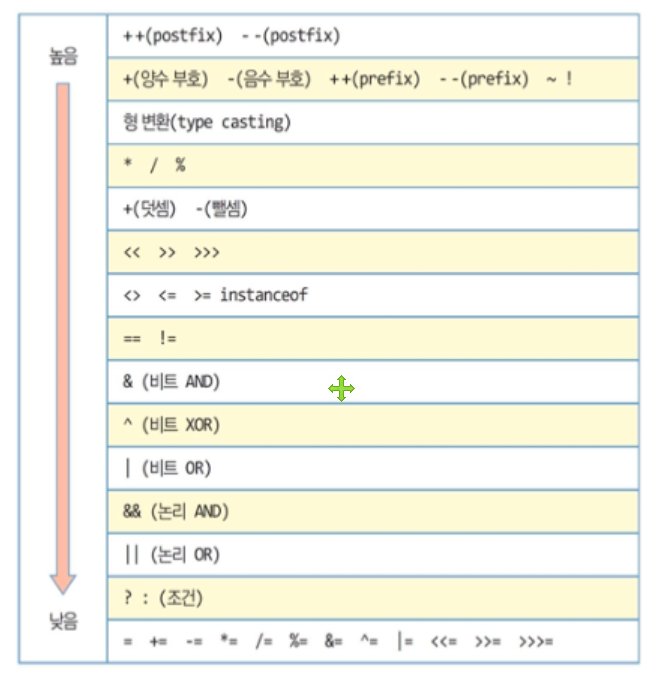 높음
++(postfix) --(postfix)
+(양수 부호) -(음수 부호) ++(prefix) --(prefix) ~ !
형 변환(type casting)
* / %
+(덧셈) -(뺄셈)
<< >> >>>
<> <= >= instanceof
== !=
& (비트 AND)
^ (비트 XOR)
| (비트 OR)
&& (논리 AND)
|| (논리 OR)
? : (조건)
낮음
= += -= *= /= %= &= ^= |= <<= >>= >>>=